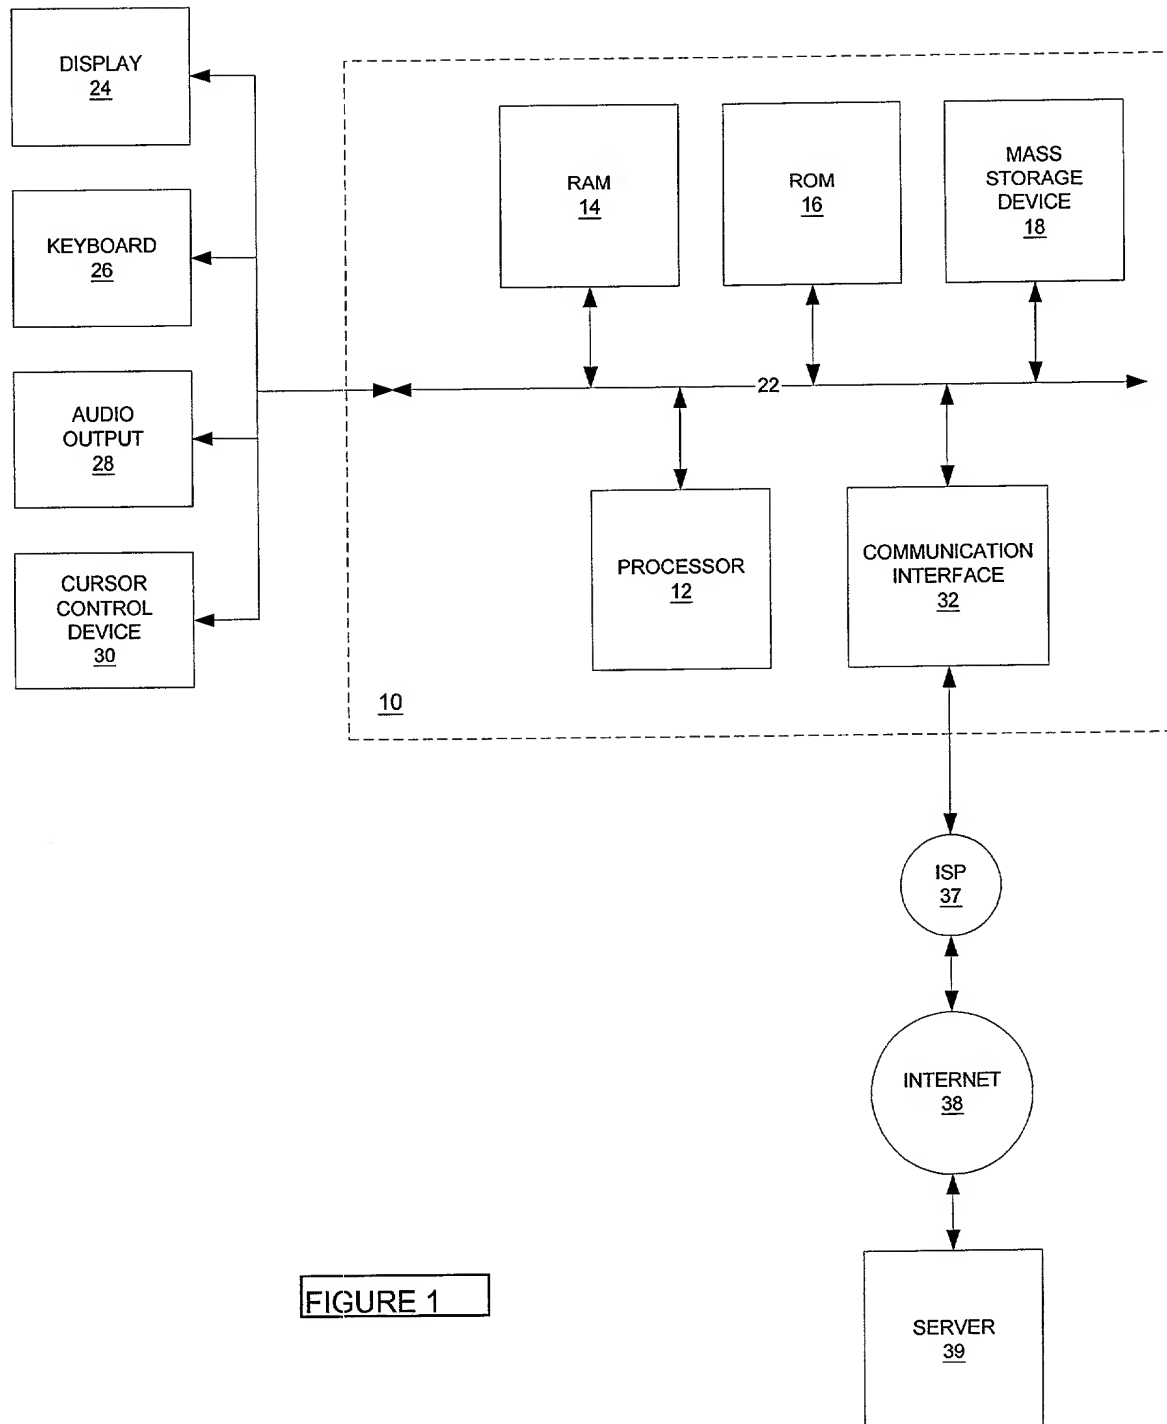 DISPLAY
24
KEYBOARD
26
AUDIO
OUTPUT
28
CURSOR
CONTROL
DEVICE
30
RAM
14
ROM
16
MASS
STORAGE
DEVICE
18
22
PROCESSOR
12
COMMUNICATION
INTERFACE
32
10
ISP
37
INTERNET
38
SERVER
39
FIGURE 1